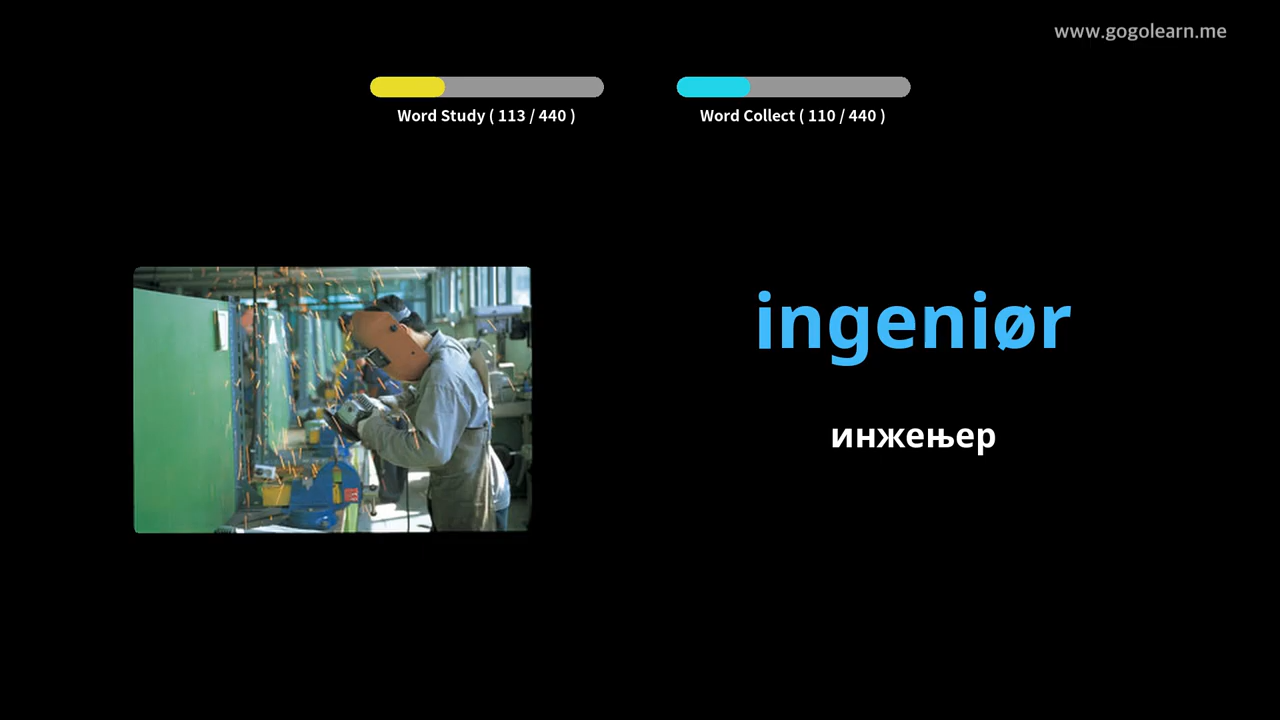 www.gogolearn.me
Word Study ( 113 / 440 )
Word Collect ( 110 / 440 )
ingeniør
инжењер